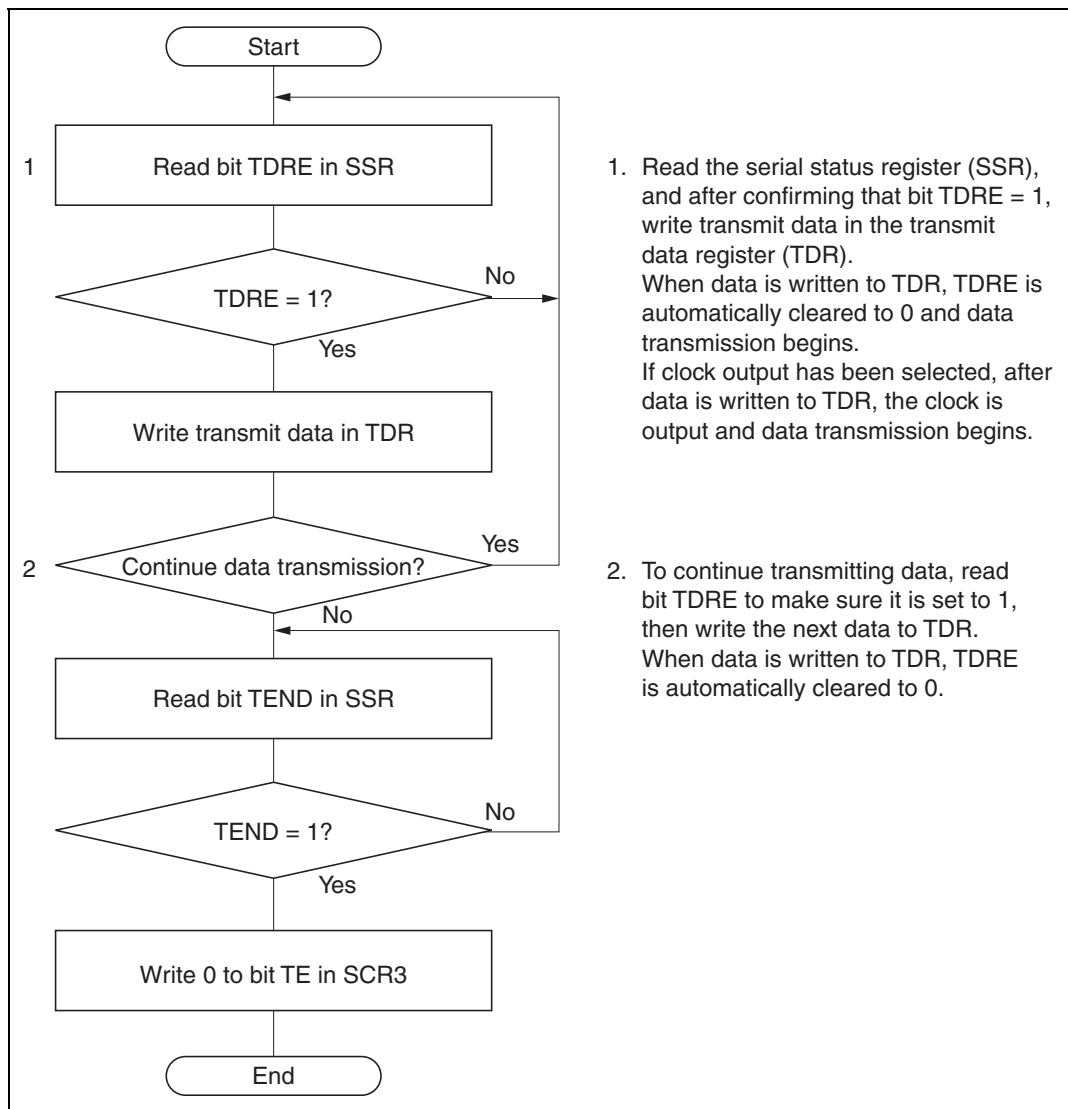 Start
1
Read bit TDRE in SSR
TDRE = 1?
No
Yes
Write transmit data in TDR
2
Continue data transmission?
Yes
No
Read bit TEND in SSR
TEND = 1?
No
Yes
Write 0 to bit TE in SCR3
End
1. Read the serial status register (SSR),
and after confirming that bit TDRE = 1,
write transmit data in the transmit
data register (TDR).
When data is written to TDR, TDRE is
automatically cleared to 0 and data
transmission begins.
If clock output has been selected, after
data is written to TDR, the clock is
output and data transmission begins.
2. To continue transmitting data, read
bit TDRE to make sure it is set to 1,
then write the next data to TDR.
When data is written to TDR, TDRE
is automatically cleared to 0.